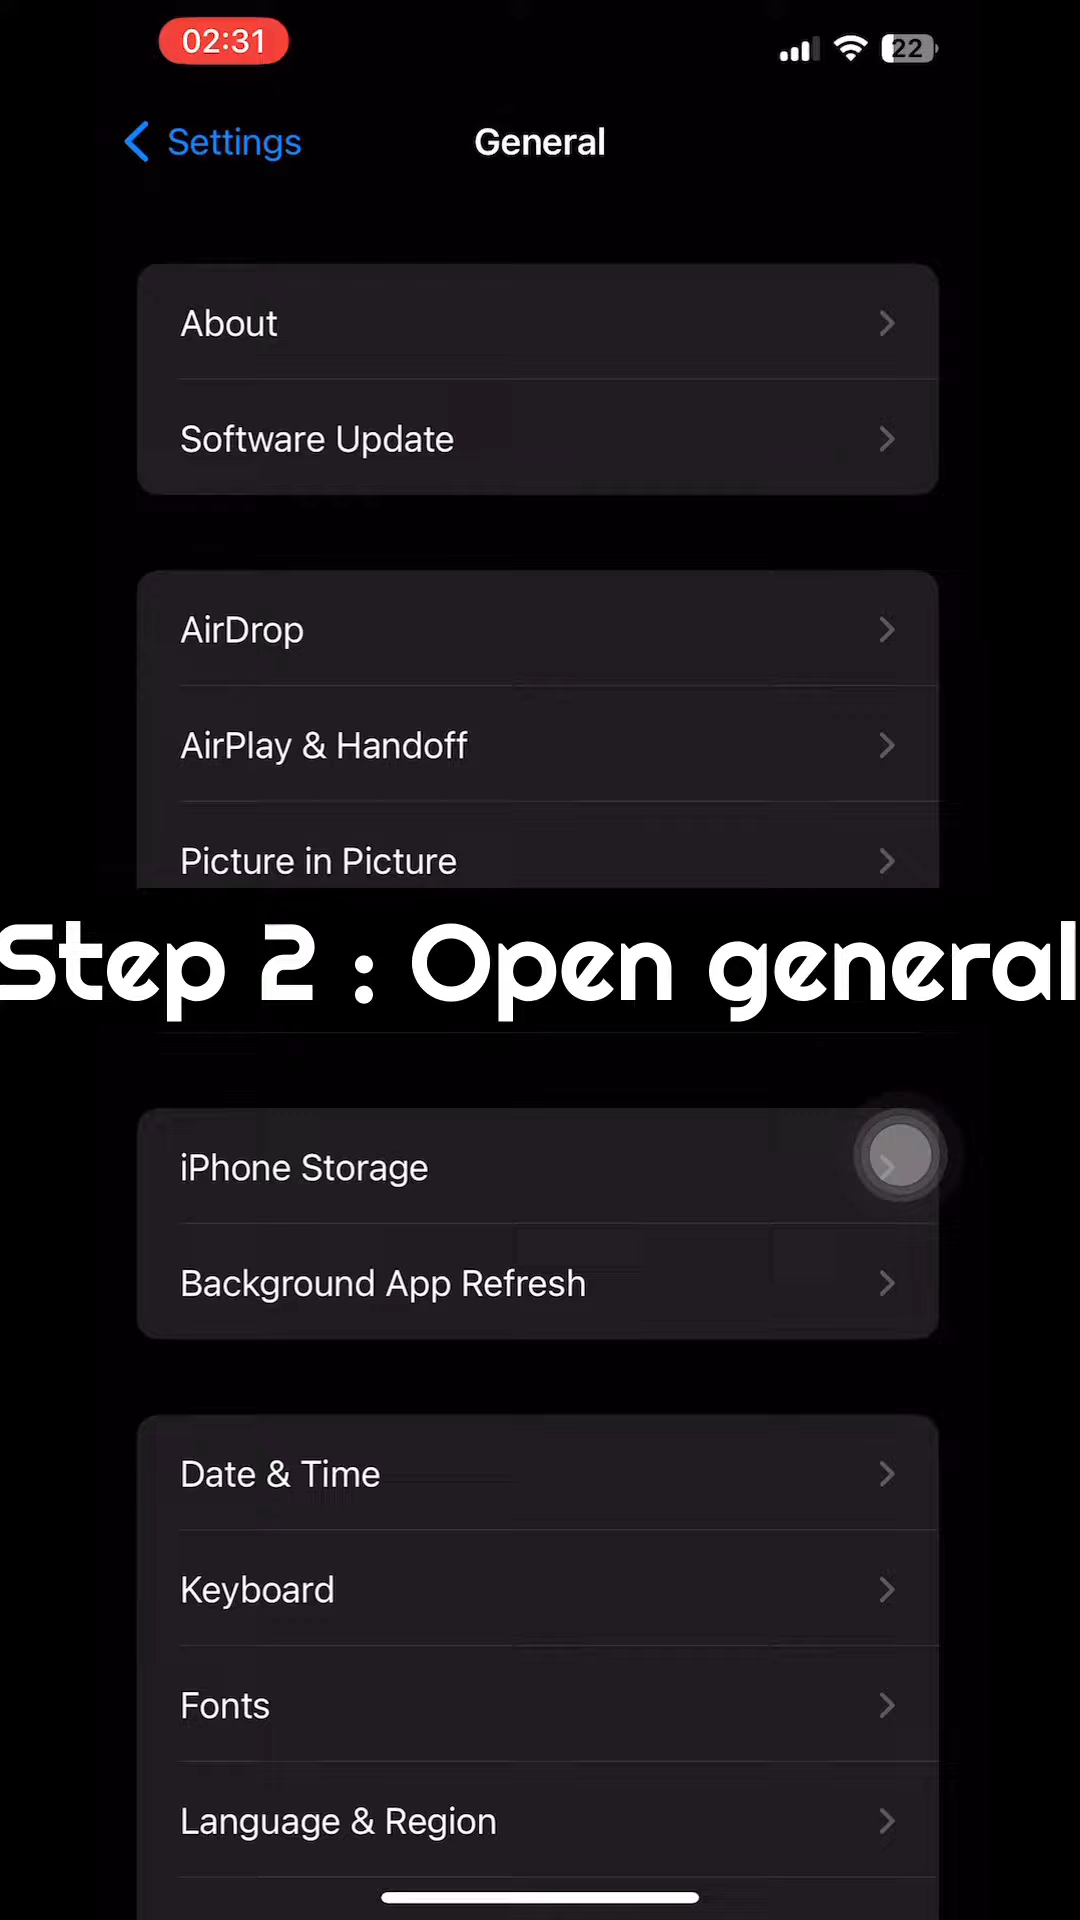 02:31
22
Settings
General
About
Software Update
AirDrop
AirPlay & Handoff
Picture in Picture
Step 2 : Open general
iPhone Storage
Background App Refresh
Date & Time
Keyboard
Fonts
Language & Region